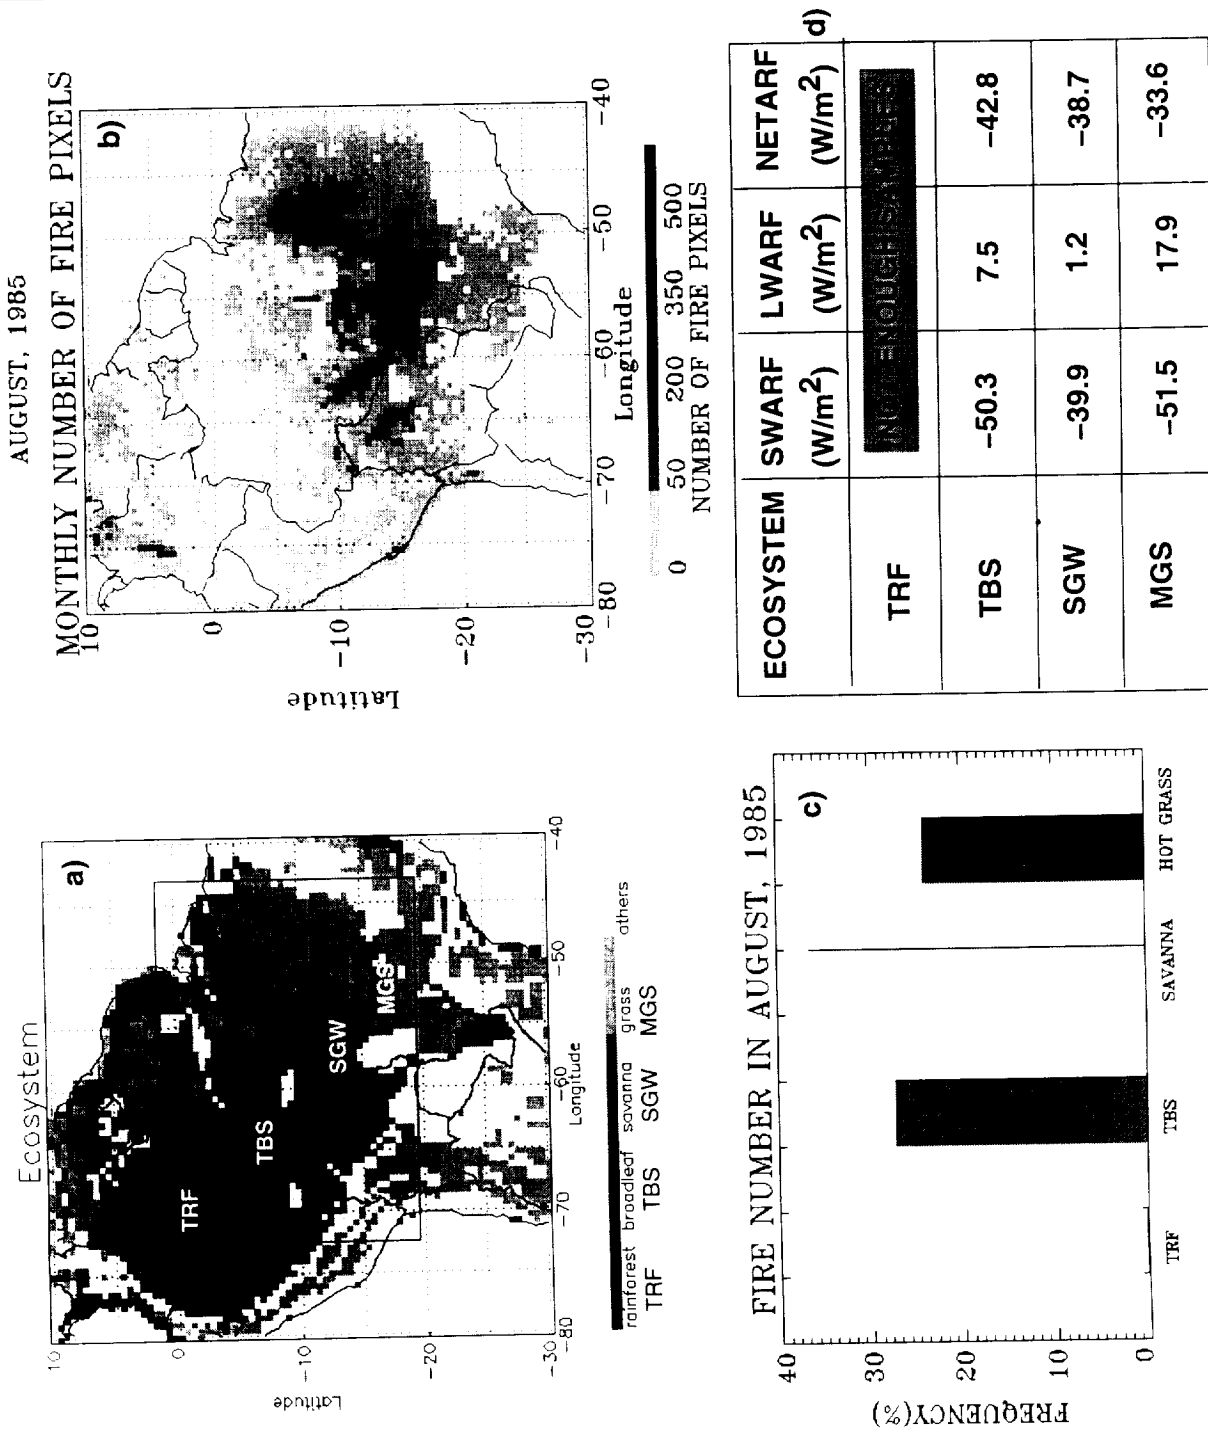 AUGUST, 1985
Ecosystem
a)
10
0
-10
-20
-30
Latitude
TRF
TBS
SGW
MGS
-80
-70
-60
-50
-40
Longitude
rainforest broadleaf savanna grass others
TRF TBS SGW MGS
MONTHLY NUMBER OF FIRE PIXELS
b)
10
0
-10
-20
-30
Latitude
-80
-70
-60
-50
-40
Longitude
0 50 200 350 500
NUMBER OF FIRE PIXELS
FIRE NUMBER IN AUGUST, 1985
c)
40
30
20
10
0
FREQUENCY(%)
TRF TBS SAVANNA HOT GRASS
d)
ECOSYSTEM SWARF (W/m2) LWARF (W/m2) NETARF (W/m2)
TRF NOT ENOUGH SAMPLES
TBS -50.3 7.5 -42.8
SGW -39.9 1.2 -38.7
MGS -51.5 17.9 -33.6